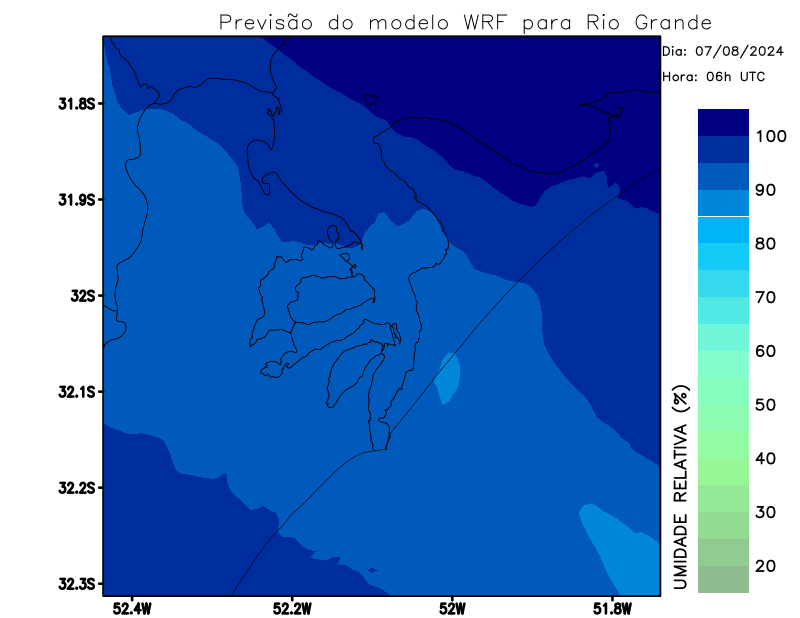 Previsão do modelo WRF para Rio Grande
Dia: 07/08/2024
Hora: 06h UTC
31.8S
31.9S
32S
32.1S
32.2S
32.3S
52.4W
52.2W
52W
51.8W
UMIDADE RELATIVA (%)
100
90
80
70
60
50
40
30
20